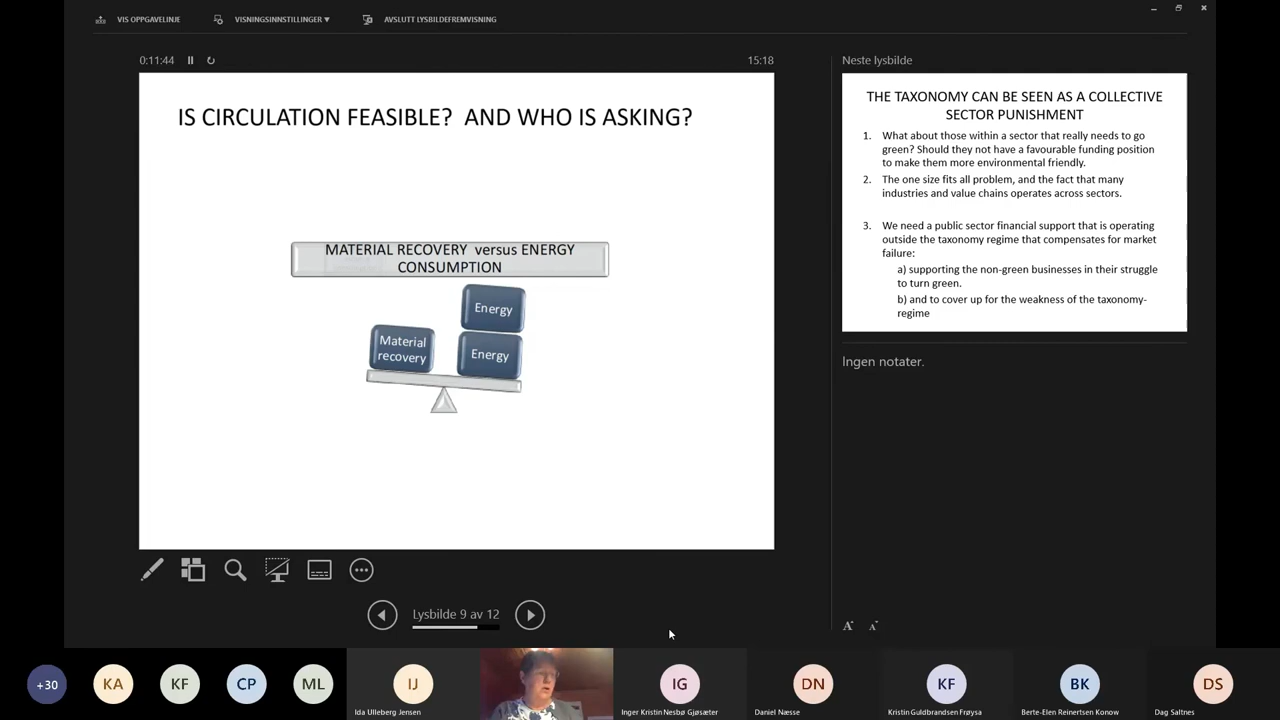 VIS OPPGAVELINJE
VISNINGSINNSTILLINGER ▾
AVSLUTT LYSBILDEFREMVISNING
0:11:44
15:18
IS CIRCULATION FEASIBLE? AND WHO IS ASKING?
MATERIAL RECOVERY versus ENERGY
CONSUMPTION
Energy
Material
recovery
Energy
Lysbilde 9 av 12
Neste lysbilde
THE TAXONOMY CAN BE SEEN AS A COLLECTIVE
SECTOR PUNISHMENT
1. What about those within a sector that really needs to go
green? Should they not have a favourable funding position
to make them more environmental friendly.
2. The one size fits all problem, and the fact that many
industries and value chains operates across sectors.
3. We need a public sector financial support that is operating
outside the taxonomy regime that compensates for market
failure:
a) supporting the non-green businesses in their struggle
to turn green.
b) and to cover up for the weakness of the taxonomy-
regime
Ingen notater.
A A
+30
KA
KF
CP
ML
IJ
Ida Ulleberg Jensen
IG
Inger Kristin Nesbø Gjøsæter
DN
Daniel Næsse
KF
Kristin Guldbrandsen Frøysa
BK
Berte-Elen Reinertsen Konow
DS
Dag Saltnes